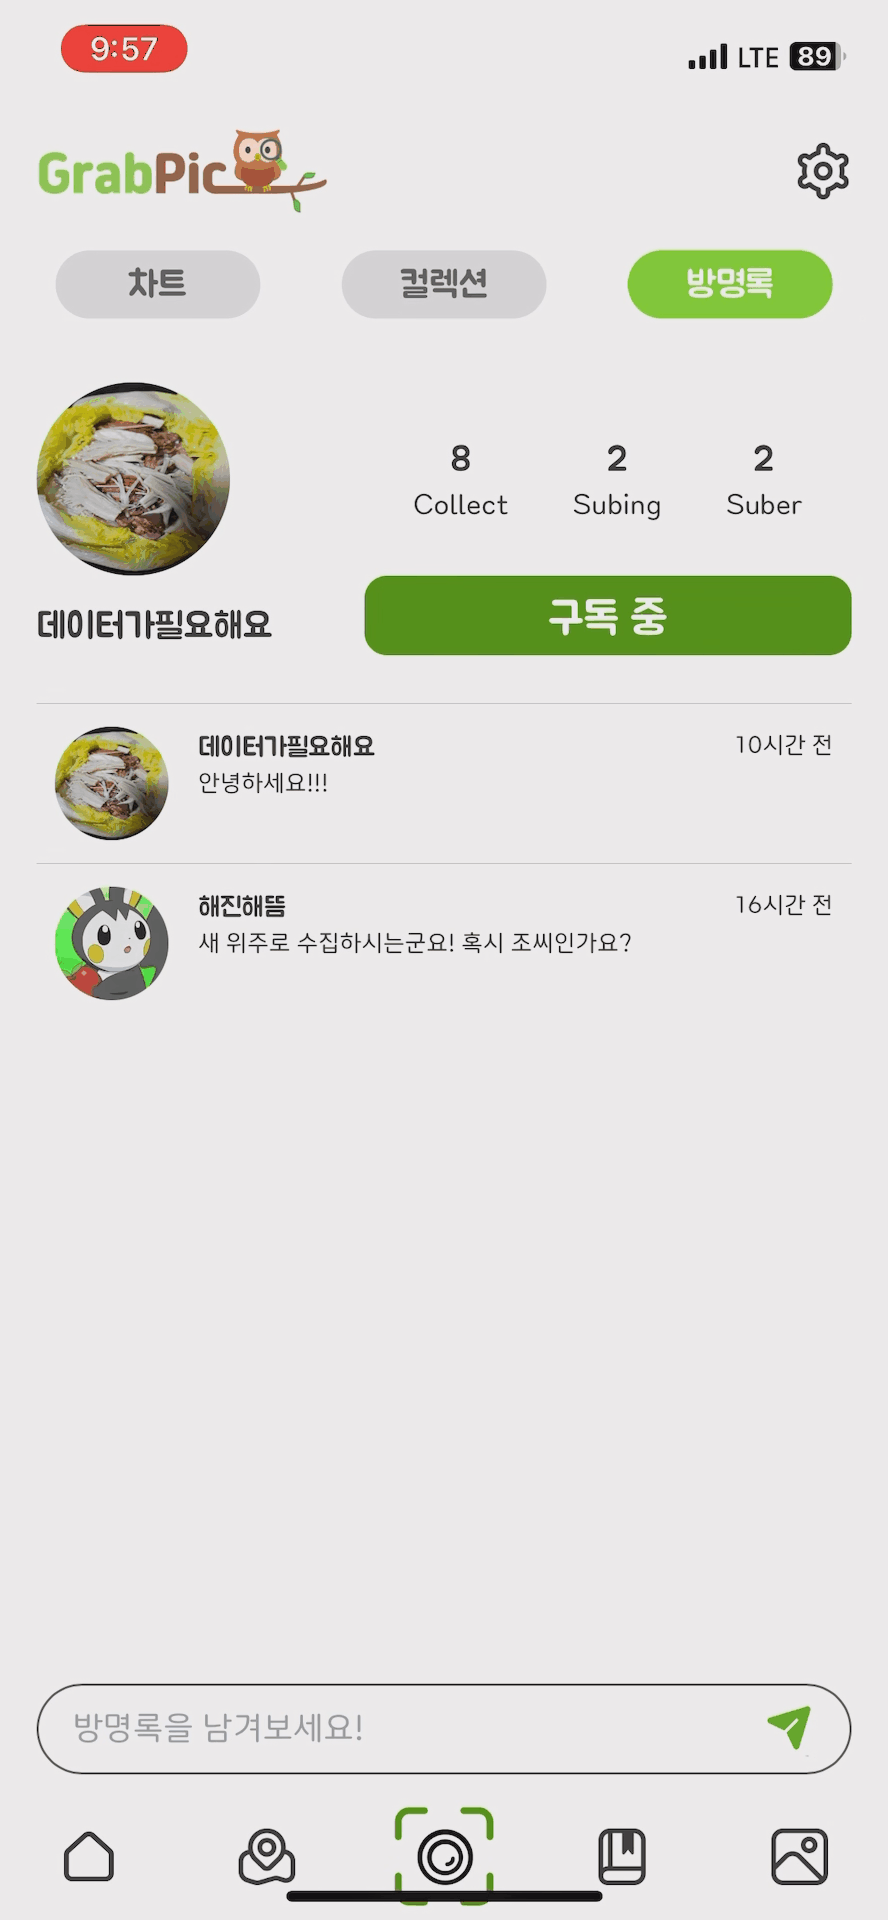 9:57 LTE 89
GrabPic
차트 컬렉션 방명록
8 2 2
Collect Subing Suber
데이터가필요해요 구독 중
데이터가필요해요 10시간 전
안녕하세요!!!
해진해뜸 16시간 전
새 위주로 수집하시는군요! 혹시 조씨인가요?
방명록을 남겨보세요!